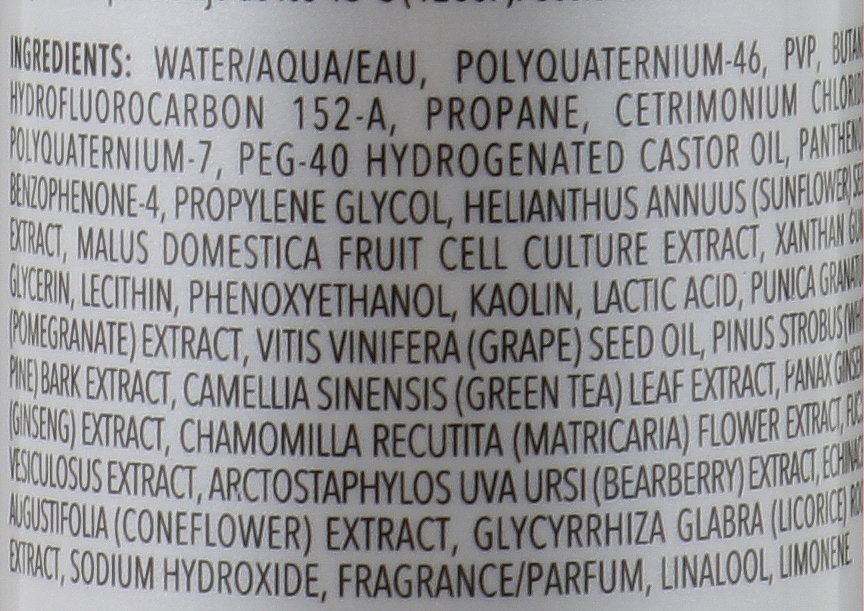 INGREDIENTS: WATER/AQUA/EAU, POLYQUATERNIUM-46, PVP,
HYDROFLUOROCARBON 152-A, PROPANE, CETRIMONIUM
POLYQUATERNIUM-7, PEG-40 HYDROGENATED CASTOR OIL,
BENZOPHENONE-4, PROPYLENE GLYCOL, HELIANTHUS ANNUUS (SUNFLOWER)
EXTRACT, MALUS DOMESTICA FRUIT CELL CULTURE EXTRACT, XANTHAN
GLYCERIN, LECITHIN, PHENOXYETHANOL, KAOLIN, LACTIC ACID, PUNICA
(POMEGRANATE) EXTRACT, VITIS VINIFERA (GRAPE) SEED OIL, PINUS STROBUS
PINE) BARK EXTRACT, CAMELLIA SINENSIS (GREEN TEA) LEAF EXTRACT, PANAX
(GINSENG) EXTRACT, CHAMOMILLA RECUTITA (MATRICARIA) FLOWER EXTRACT,
VESICULOSUS EXTRACT, ARCTOSTAPHYLOS UVA URSI (BEARBERRY) EXTRACT,
AUGUSTIFOLIA (CONEFLOWER) EXTRACT, GLYCYRRHIZA GLABRA (LICORICE)
EXTRACT, SODIUM HYDROXIDE, FRAGRANCE/PARFUM, LINALOOL, LIMONENE